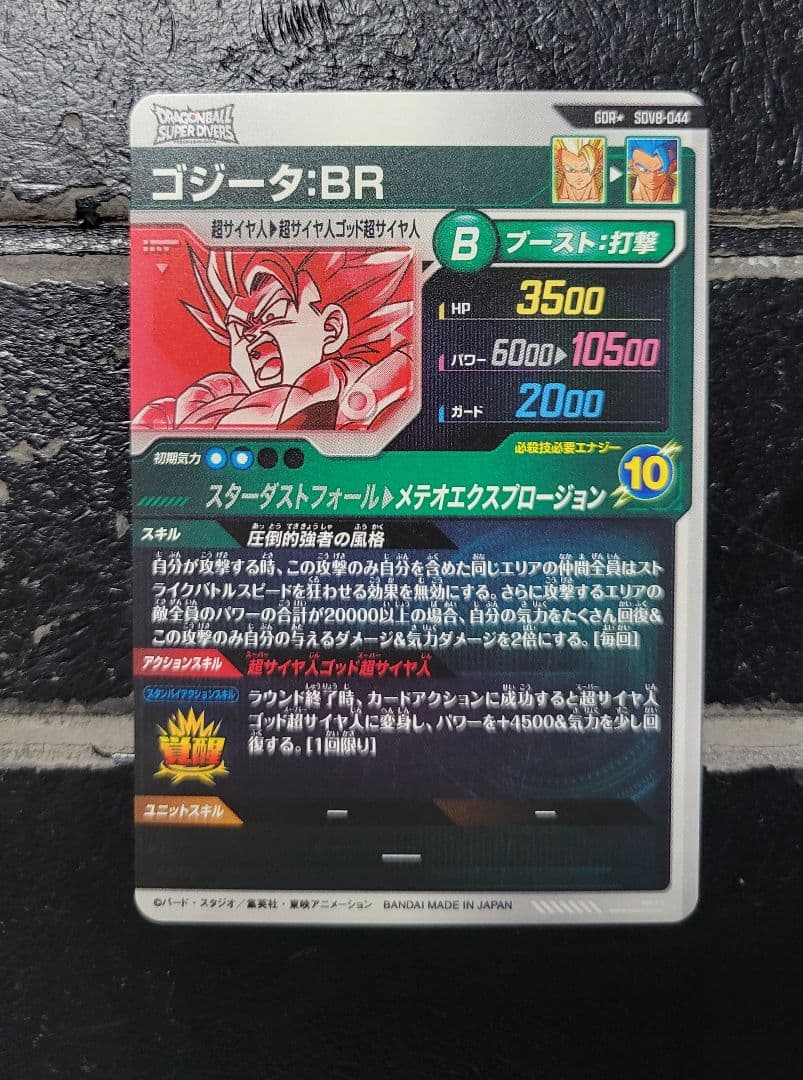 DRAGONBALL
SUPER DIVERS
GDR★ SDV8-044
ゴジータ:BR
超サイヤ人▶超サイヤ人ゴッド超サイヤ人
B ブースト:打撃
HP 3500
パワー 6000▶10500
ガード 2000
初期気力
必殺技必要エナジー
10
スターダストフォール▶メテオエクスプロージョン
スキル 圧倒的強者の風格
自分が攻撃する時、この攻撃のみ自分を含めた同じエリアの仲間全員はスト
ライクバトルスピードを狂わせる効果を無効にする。さらに攻撃するエリアの
敵全員のパワーの合計が20000以上の場合、自分の気力をたくさん回復&
この攻撃のみ自分の与えるダメージ&気力ダメージを2倍にする。[毎回]
アクションスキル 超サイヤ人ゴッド超サイヤ人
スタンバイアクションスキル
覚醒
ラウンド終了時、カードアクションに成功すると超サイヤ人
ゴッド超サイヤ人に変身し、パワーを+4500&気力を少し回
復する。[1回限り]
ユニットスキル ー ー
ー
©バード・スタジオ/集英社・東映アニメーション BANDAI MADE IN JAPAN